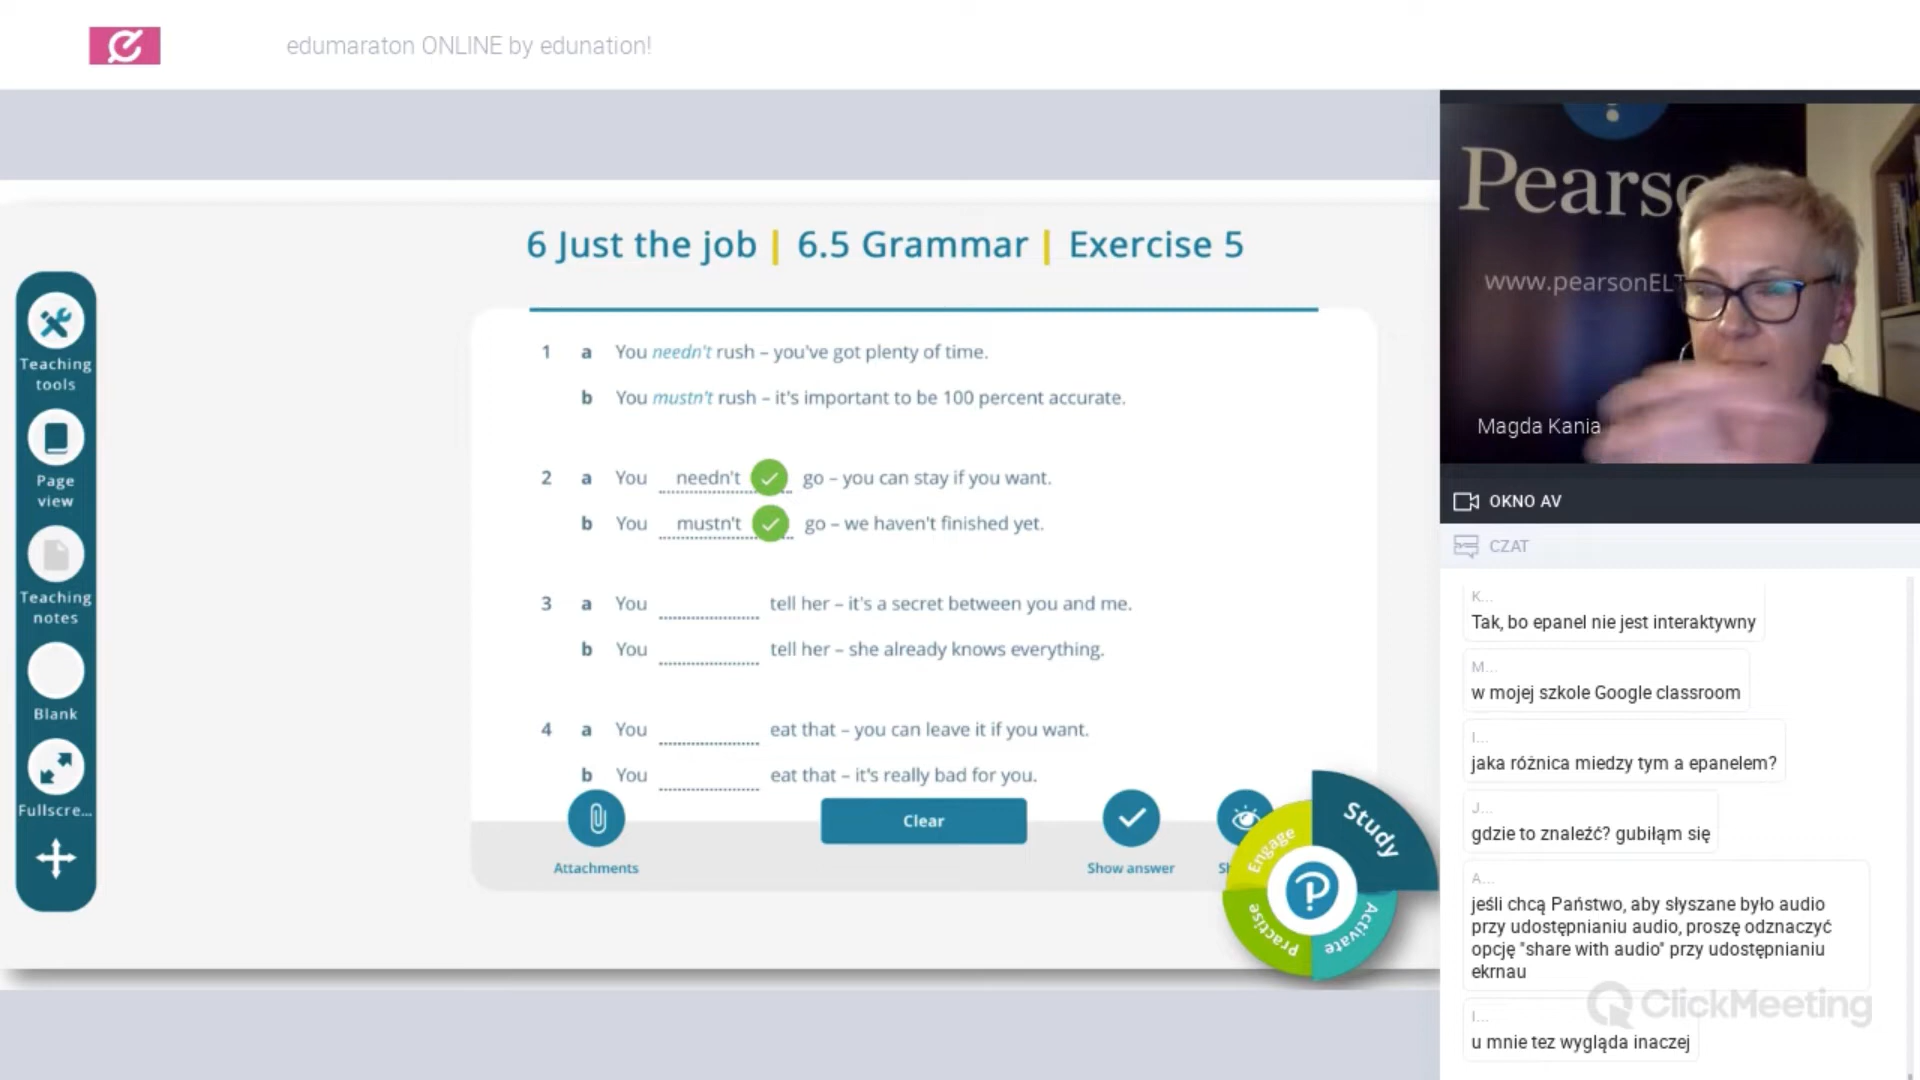 edumaraton ONLINE by edunation!
6 Just the job | 6.5 Grammar | Exercise 5
1 a You needn't rush – you've got plenty of time.
b You mustn't rush – it's important to be 100 percent accurate.
2 a You needn't go – you can stay if you want.
b You mustn't go – we haven't finished yet.
3 a You tell her – it's a secret between you and me.
b You tell her – she already knows everything.
4 a You eat that – you can leave it if you want.
b You eat that – it's really bad for you.
Teaching
tools
Page
view
Teaching
notes
Blank
Fullscre...
Attachments
Clear
Show answer
Sh
Engage
Study
Practise
Activate
Pearso
www.pearsonELT
Magda Kania
OKNO AV
CZAT
K...
Tak, bo epanel nie jest interaktywny
M...
w mojej szkole Google classroom
I...
jaka różnica miedzy tym a epanelem?
J...
gdzie to znaleźć? gubiłąm się
A...
jeśli chcą Państwo, aby słyszane było audio
przy udostępnianiu audio, proszę odznaczyć
opcję "share with audio" przy udostępnianiu
ekrnau
I...
u mnie tez wygląda inaczej
ClickMeeting